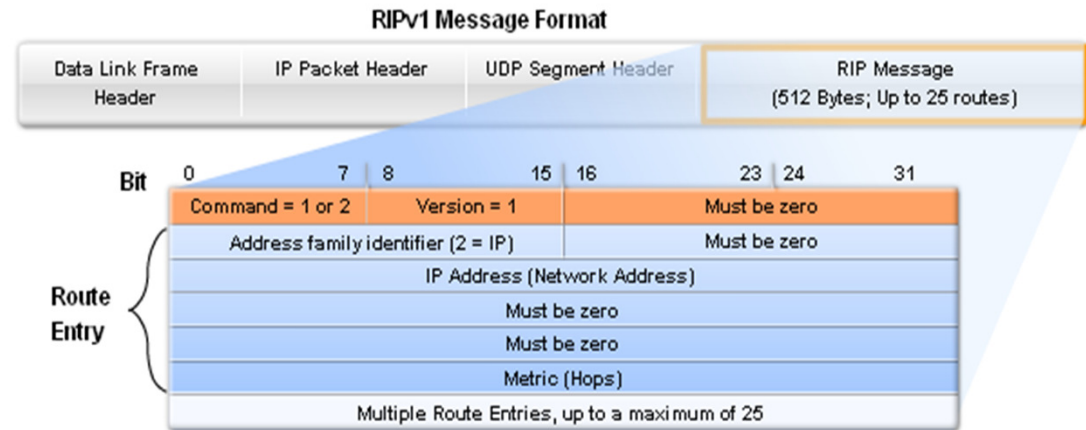 RIPv1 Message Format
Data Link Frame Header
IP Packet Header
UDP Segment Header
RIP Message
(512 Bytes; Up to 25 routes)
Bit
0 7 8 15 16 23 24 31
Command = 1 or 2
Version = 1
Must be zero
Address family identifier (2 = IP)
Must be zero
IP Address (Network Address)
Route Entry
Must be zero
Must be zero
Metric (Hops)
Multiple Route Entries, up to a maximum of 25